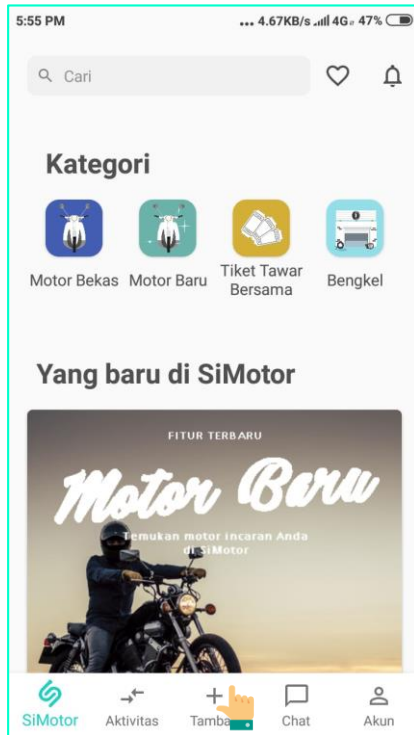 5:55 PM ... 4.67KB/s 4G 47%
Cari
Kategori
Motor Bekas
Motor Baru
Tiket Tawar
Bersama
Bengkel
Yang baru di SiMotor
FITUR TERBARU
Motor Baru
Temukan motor incaran Anda
di SiMotor
SiMotor
Aktivitas
Tamba
Chat
Akun